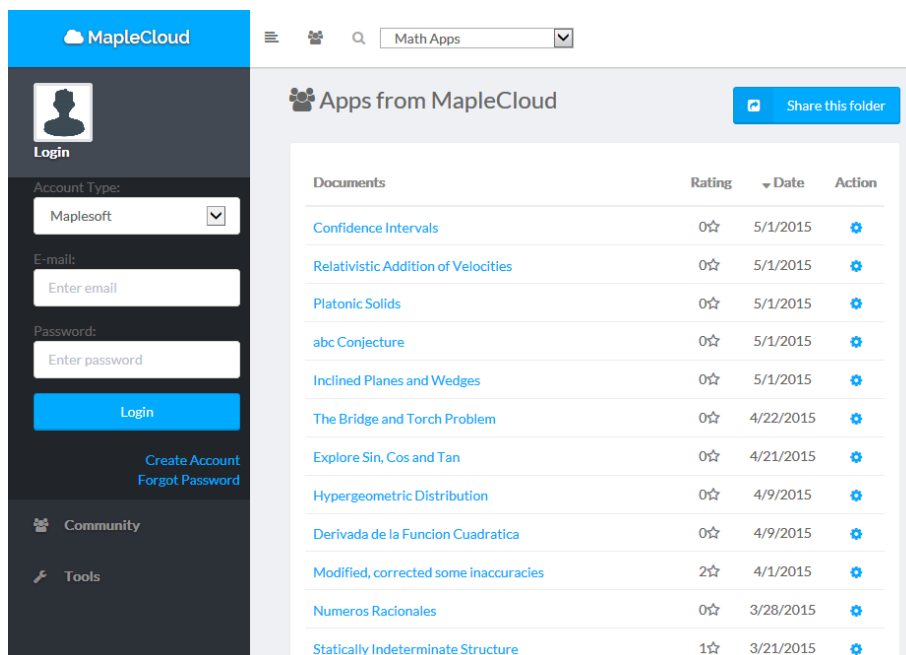 MapleCloud
Math Apps
Login
Account Type:
Maplesoft
E-mail:
Enter email
Password:
Enter password
Login
Create Account
Forgot Password
Community
Tools
Apps from MapleCloud
Share this folder
Documents Rating Date Action
Confidence Intervals 0 5/1/2015
Relativistic Addition of Velocities 0 5/1/2015
Platonic Solids 0 5/1/2015
abc Conjecture 0 5/1/2015
Inclined Planes and Wedges 0 5/1/2015
The Bridge and Torch Problem 0 4/22/2015
Explore Sin, Cos and Tan 0 4/21/2015
Hypergeometric Distribution 0 4/9/2015
Derivada de la Funcion Cuadratica 0 4/9/2015
Modified, corrected some inaccuracies 2 4/1/2015
Numeros Racionales 0 3/28/2015
Statically Indeterminate Structure 1 3/21/2015